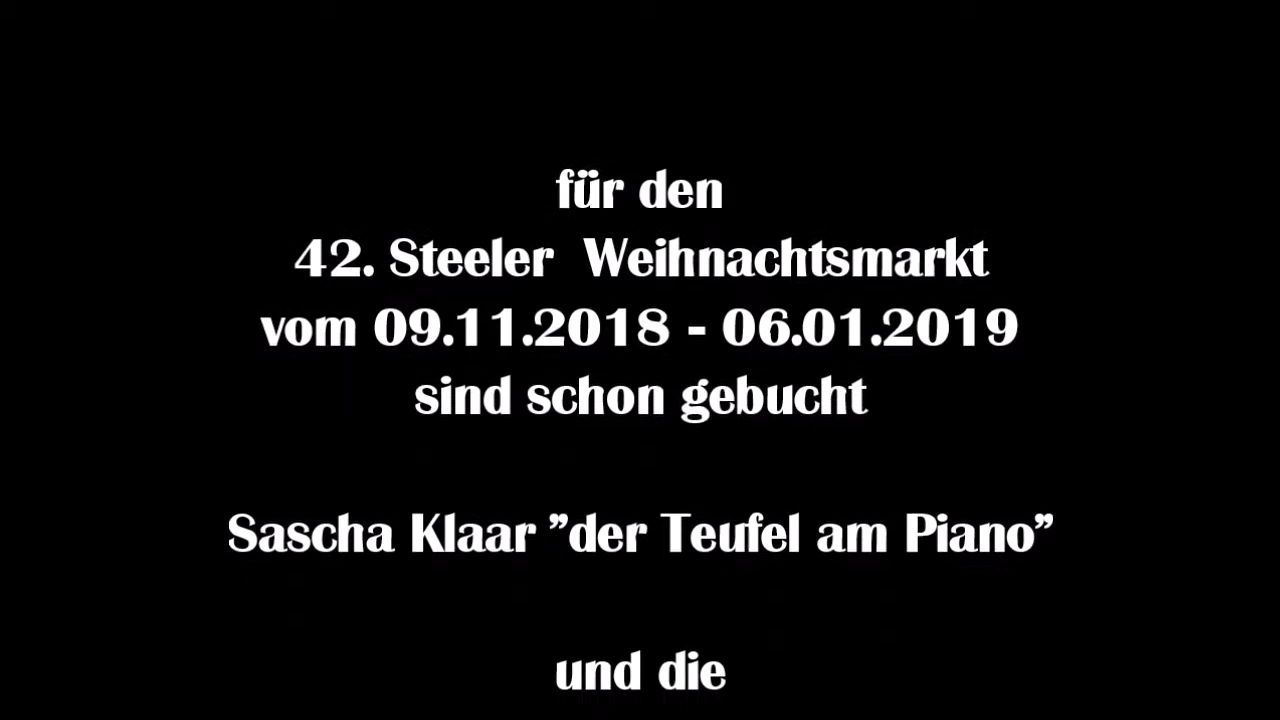 für den
42. Steeler Weihnachtsmarkt
vom 09.11.2018 - 06.01.2019
sind schon gebucht
Sascha Klaar ”der Teufel am Piano”
und die